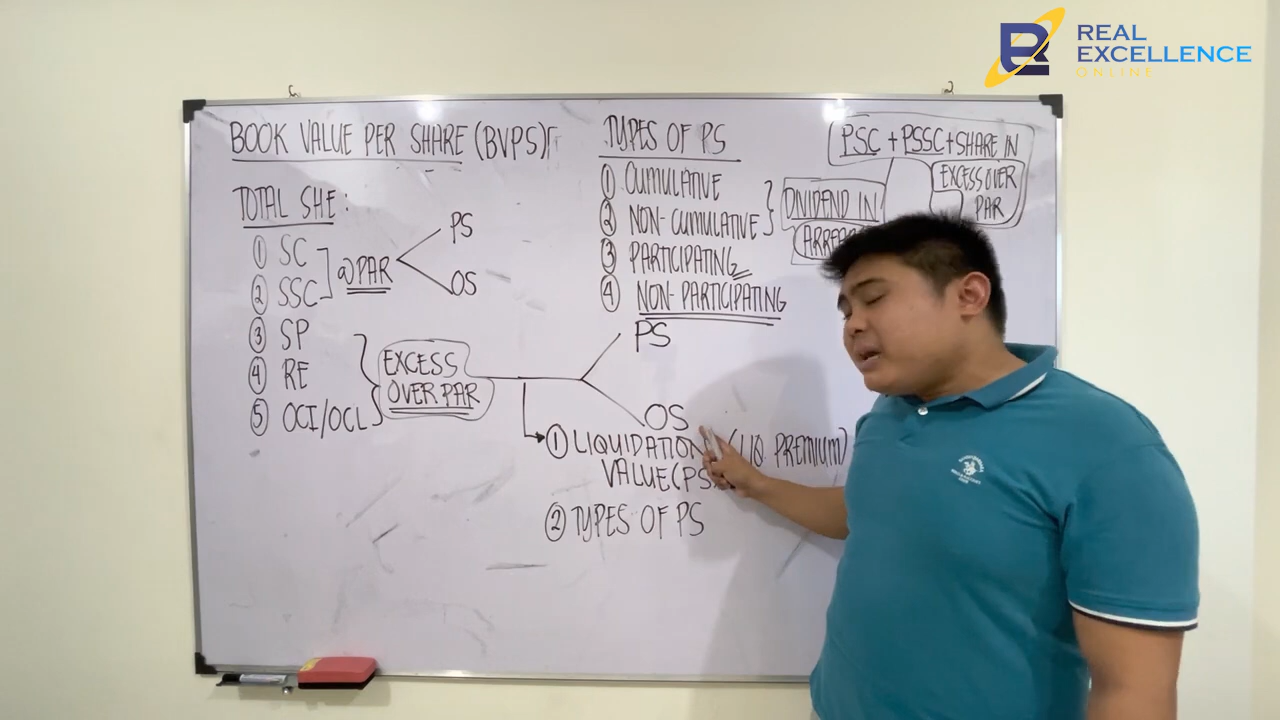 REAL
EXCELLENCE
ONLINE
BOOK VALUE PER SHARE (BVPS)
TOTAL SHE:
① SC
② SSC
@PAR
PS
OS
③ SP
④ RE
⑤ OCI/OCL
EXCESS
OVER PAR
PS
OS
① LIQUIDATION (LIQ PREMIUM)
VALUE (PS
② TYPES OF PS
TYPES OF PS
① CUMULATIVE
② NON-CUMULATIVE
③ PARTICIPATING
④ NON-PARTICIPATING
DIVIDEND IN
PSC + PSSC + SHARE IN
EXCESS OVER
PAR